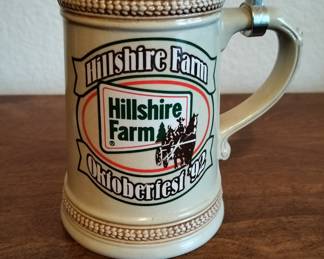 Hillshire Farm
Hillshire
Farm
®
Oktoberfest '92